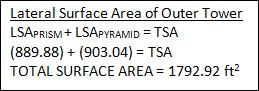 Lateral Surface Area of Outer Tower
LSAPRISM + LSAPYRAMID = TSA
(889.88) + (903.04) = TSA
TOTAL SURFACE AREA = 1792.92 ft²